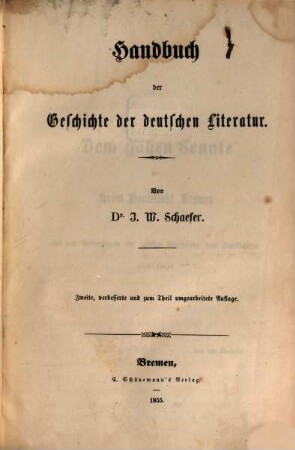 Handbuch
der
Geschichte der deutschen Literatur.
Von
Dr. J. W. Schaefer.
Zweite, verbesserte und zum Theil umgearbeitete Auflage.
Bremen,
C. Schünemann's Verlag
1855.